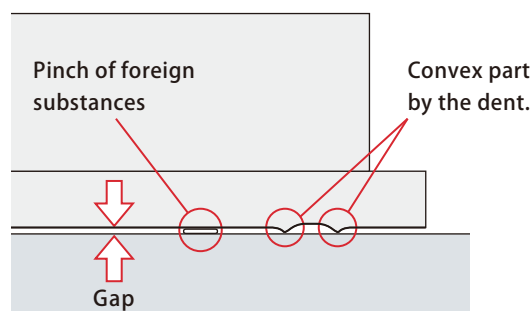 Pinch of foreign
substances
Convex part
by the dent.
Gap